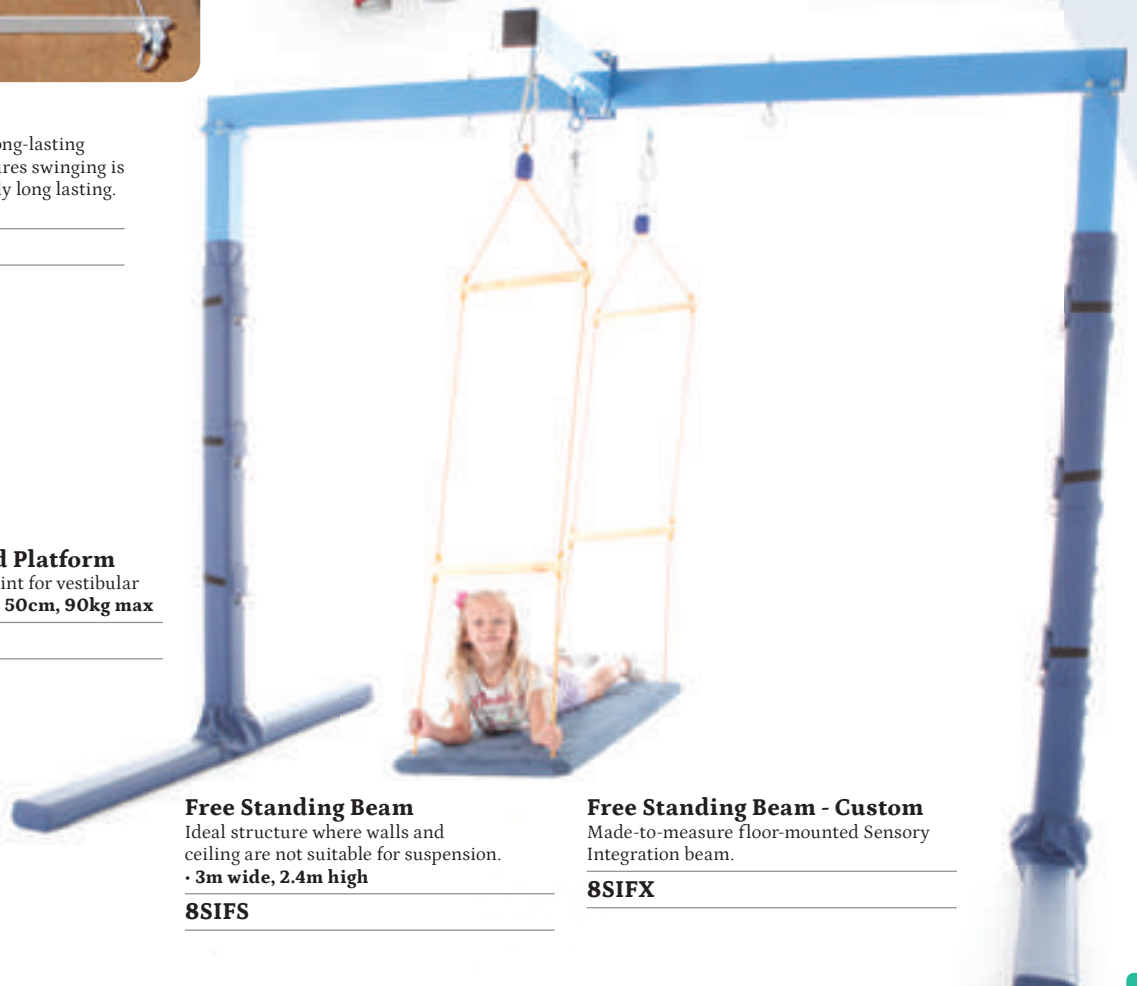 ong-lasting
res swinging is
y long lasting.
d Platform
int for vestibular
50cm, 90kg max
Free Standing Beam
Ideal structure where walls and
ceiling are not suitable for suspension.
· 3m wide, 2.4m high
8SIFS
Free Standing Beam - Custom
Made-to-measure floor-mounted Sensory
Integration beam.
8SIFX